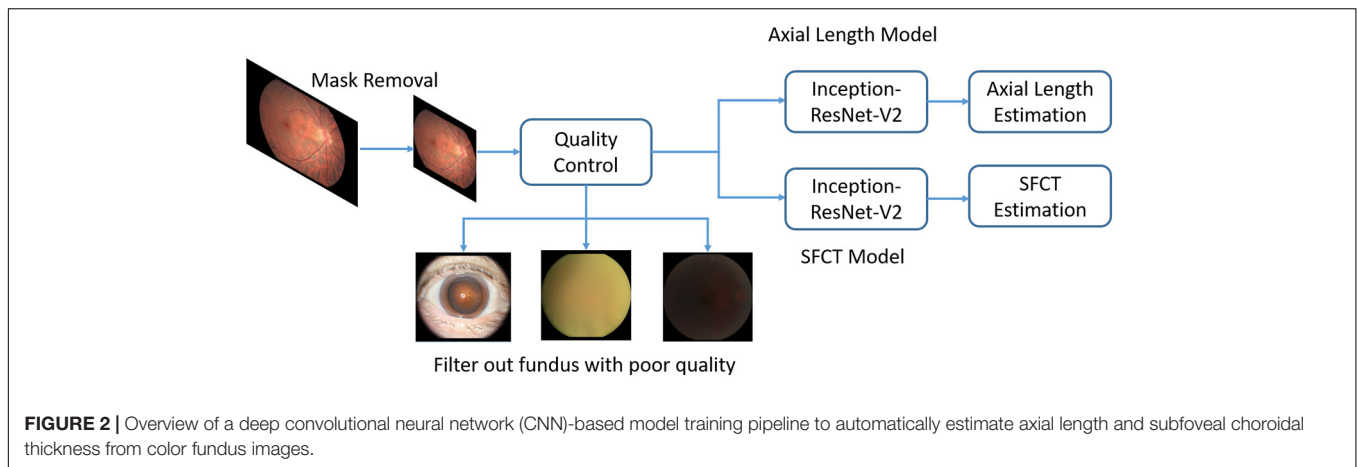 Axial Length Model
Mask Removal
Inception-
ResNet-V2
Axial Length
Estimation
Quality
Control
Inception-
ResNet-V2
SFCT
Estimation
SFCT Model
Filter out fundus with poor quality
FIGURE 2 | Overview of a deep convolutional neural network (CNN)-based model training pipeline to automatically estimate axial length and subfoveal choroidal
thickness from color fundus images.